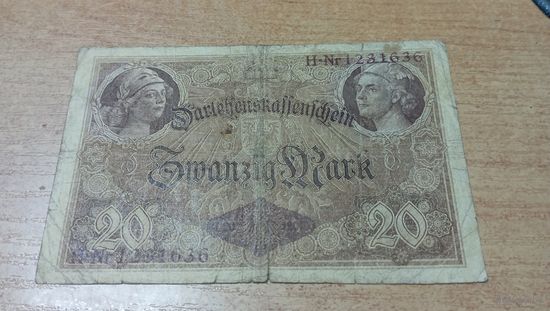 H-Nr 1231636
Darlehenskassenschein
Zwanzig Mark
20 20
H-Nr 1231636